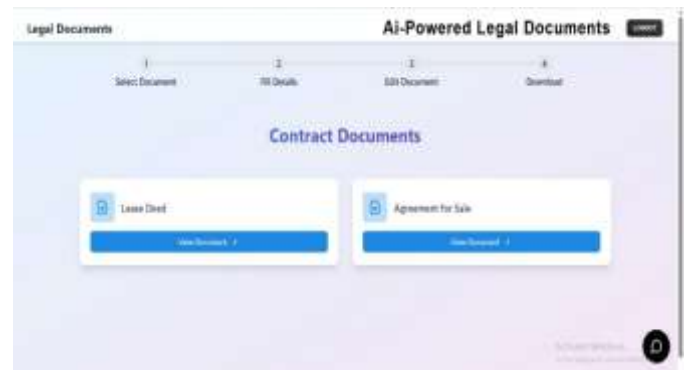 Legal Documents
Ai-Powered Legal Documents
LOGOUT
1 2 3 4
Select Document Fill Details Edit Document Download
Contract Documents
Lease Deed Agreement for Sale
View Document View Document